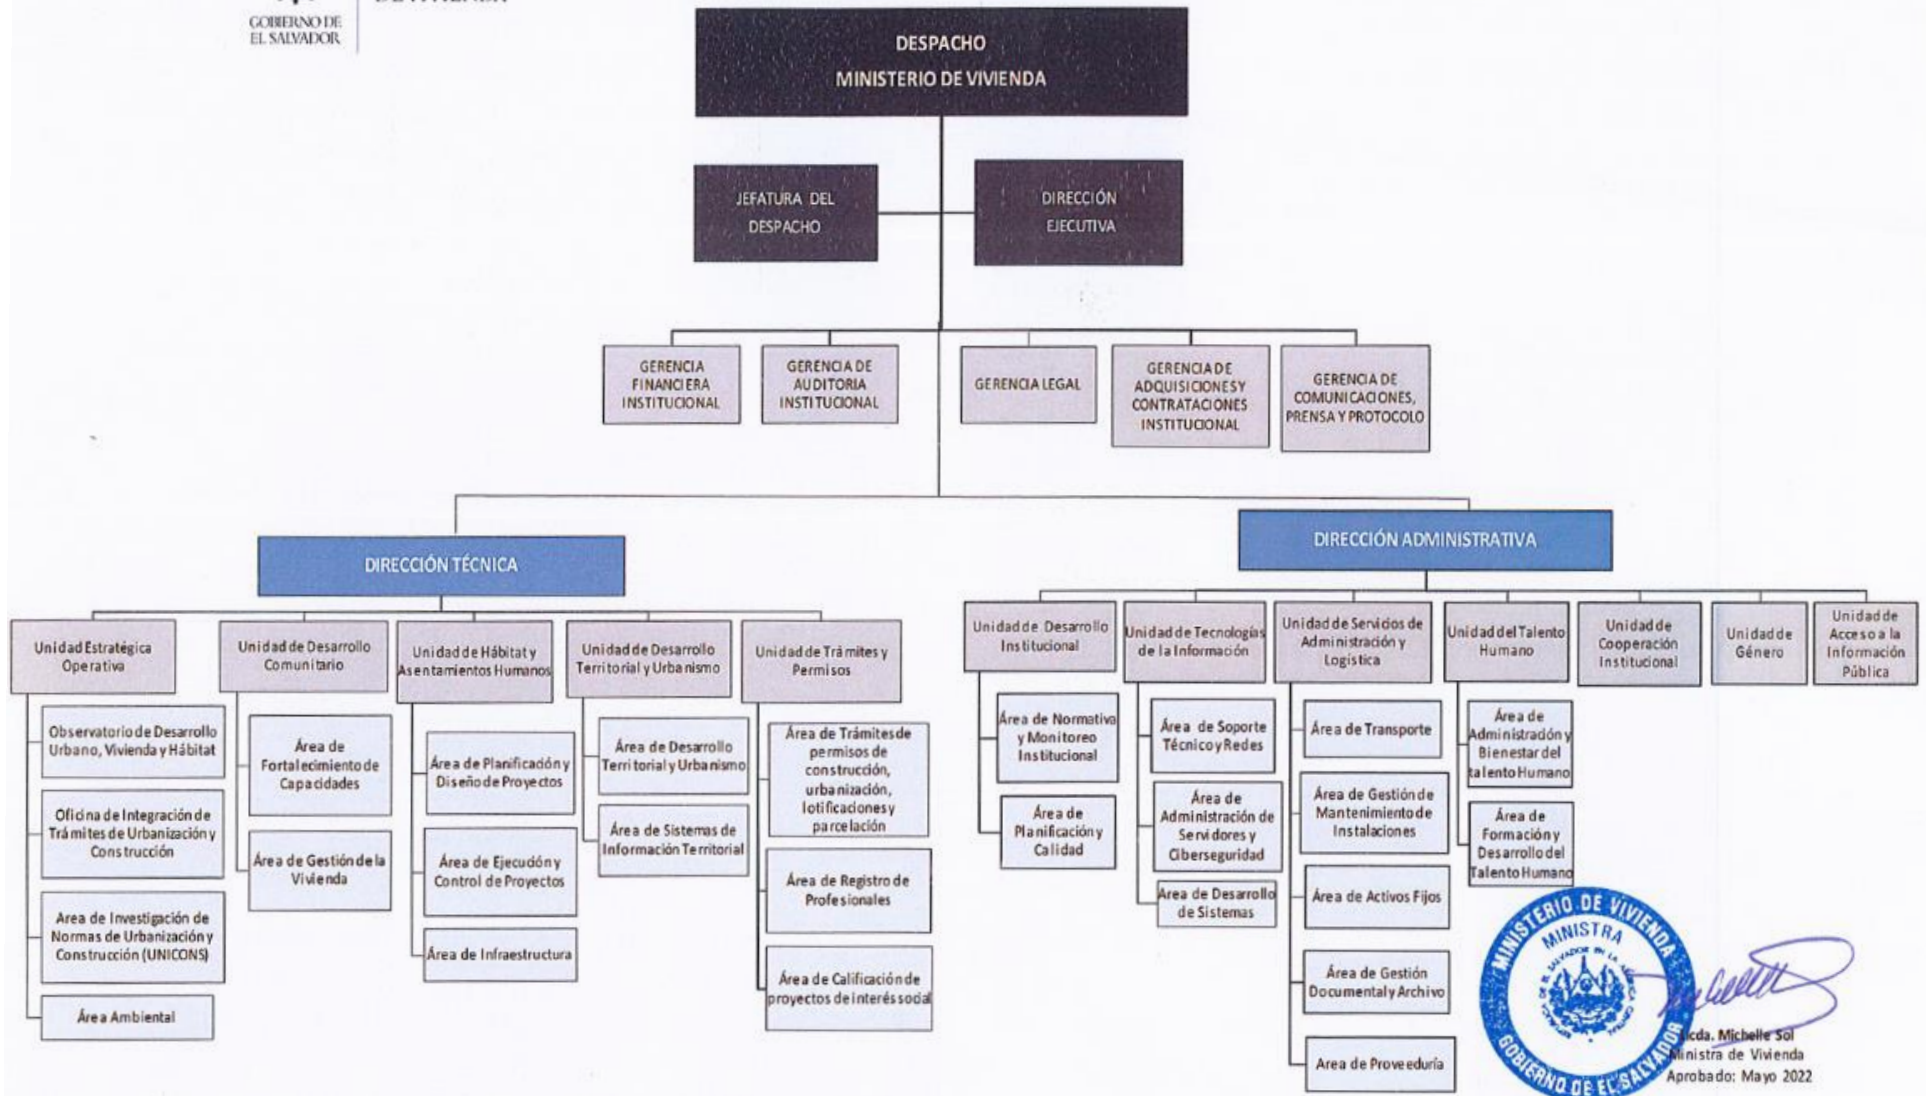 GOBIERNO DE
EL SALVADOR
DESPACHO
MINISTERIO DE VIVIENDA
JEFATURA DEL
DESPACHO
DIRECCIÓN
EJECUTIVA
GERENCIA
FINANCIERA
INSTITUCIONAL
GERENCIA DE
AUDITORIA
INSTITUCIONAL
GERENCIA LEGAL
GERENCIA DE
ADQUISICIONES Y
CONTRATACIONES
INSTITUCIONAL
GERENCIA DE
COMUNICACIONES,
PRENSA Y PROTOCOLO
DIRECCIÓN TÉCNICA
DIRECCIÓN ADMINISTRATIVA
Unidad Estratégica
Operativa
Observatorio de Desarrollo
Urbano, Vivienda y Hábitat
Oficina de Integración de
Trámites de Urbanización y
Construcción
Area de Investigación de
Normas de Urbanización y
Construcción (UNICONS)
Área Ambiental
Unidad de Desarrollo
Comunitario
Área de
Fortalecimiento de
Capacidades
Área de Gestión de la
Vivienda
Unidad de Hábitat y
Asentamientos Humanos
Área de Planificación y
Diseño de Proyectos
Área de Ejecución y
Control de Proyectos
Área de Infraestructura
Unidad de Desarrollo
Territorial y Urbanismo
Área de Desarrollo
Territorial y Urbanismo
Área de Sistemas de
Información Territorial
Unidad de Trámites y
Permisos
Área de Trámites de
permisos de
construcción,
urbanización,
lotificaciones y
parcelación
Área de Registro de
Profesionales
Área de Calificación de
proyectos de interés social
Unidad de Desarrollo
Institucional
Área de Normativa
y Monitoreo
Institucional
Área de
Planificación y
Calidad
Unidad de Tecnologías
de la Información
Área de Soporte
Técnico y Redes
Área de
Administración de
Servidores y
Ciberseguridad
Area de Desarrollo
de Sistemas
Unidad de Servicios de
Administración y
Logística
Área de Transporte
Área de Gestión de
Mantenimiento de
Instalaciones
Área de Activos Fijos
Área de Gestión
Documental y Archivo
Area de Proveeduría
Unidad del Talento
Humano
Área de
Administración y
Bienestar del
talento Humano
Área de
Formación y
Desarrollo del
Talento Humano
Unidad de
Cooperación
Institucional
Unidad de
Género
Unidad de
Acceso a la
Información
Pública
MINISTERIO DE VIVIENDA
MINISTRA
GOBIERNO DE EL SALVADOR
Licda. Michelle Sol
Ministra de Vivienda
Aprobado: Mayo 2022